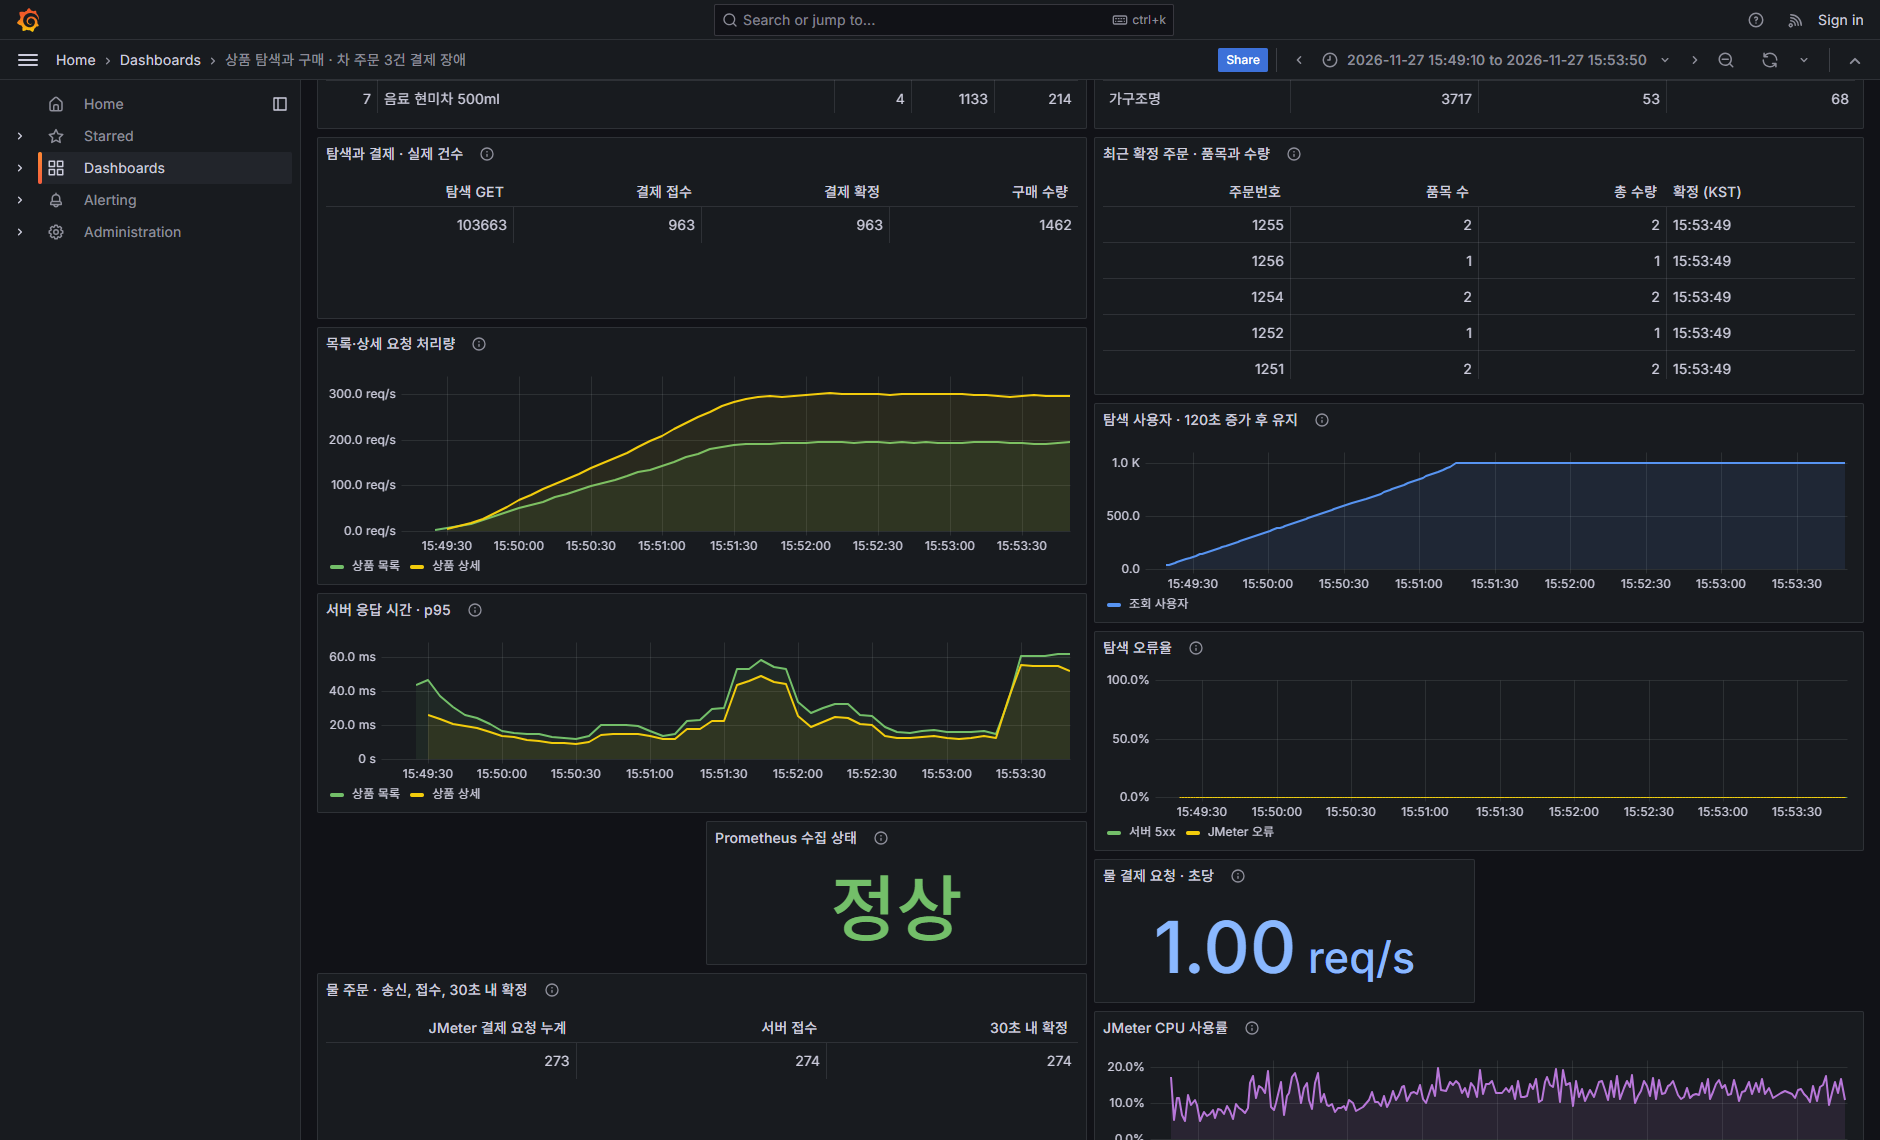 Search or jump to...
ctrl+k
Sign in
Home › Dashboards › 상품 탐색과 구매 · 차 주문 3건 결제 장애
Share
2026-11-27 15:49:10 to 2026-11-27 15:53:50
Home
Starred
Dashboards
Alerting
Administration
7 음료 현미차 500ml 4 1133 214
가구조명 3717 53 68
탐색과 결제 · 실제 건수
탐색 GET 결제 접수 결제 확정 구매 수량
103663 963 963 1462
최근 확정 주문 · 품목과 수량
주문번호 품목 수 총 수량 확정 (KST)
1255 2 2 15:53:49
1256 1 1 15:53:49
1254 2 2 15:53:49
1252 1 1 15:53:49
1251 2 2 15:53:49
목록·상세 요청 처리량
300.0 req/s
200.0 req/s
100.0 req/s
0.0 req/s
15:49:30 15:50:00 15:50:30 15:51:00 15:51:30 15:52:00 15:52:30 15:53:00 15:53:30
상품 목록 상품 상세
탐색 사용자 · 120초 증가 후 유지
1.0 K
500.0
0.0
15:49:30 15:50:00 15:50:30 15:51:00 15:51:30 15:52:00 15:52:30 15:53:00 15:53:30
조회 사용자
서버 응답 시간 · p95
60.0 ms
40.0 ms
20.0 ms
0 s
15:49:30 15:50:00 15:50:30 15:51:00 15:51:30 15:52:00 15:52:30 15:53:00 15:53:30
상품 목록 상품 상세
탐색 오류율
100.0%
50.0%
0.0%
15:49:30 15:50:00 15:50:30 15:51:00 15:51:30 15:52:00 15:52:30 15:53:00 15:53:30
서버 5xx JMeter 오류
Prometheus 수집 상태
정상
물 결제 요청 · 초당
1.00 req/s
물 주문 · 송신, 접수, 30초 내 확정
JMeter 결제 요청 누계 서버 접수 30초 내 확정
273 274 274
JMeter CPU 사용률
20.0%
10.0%
0.0%